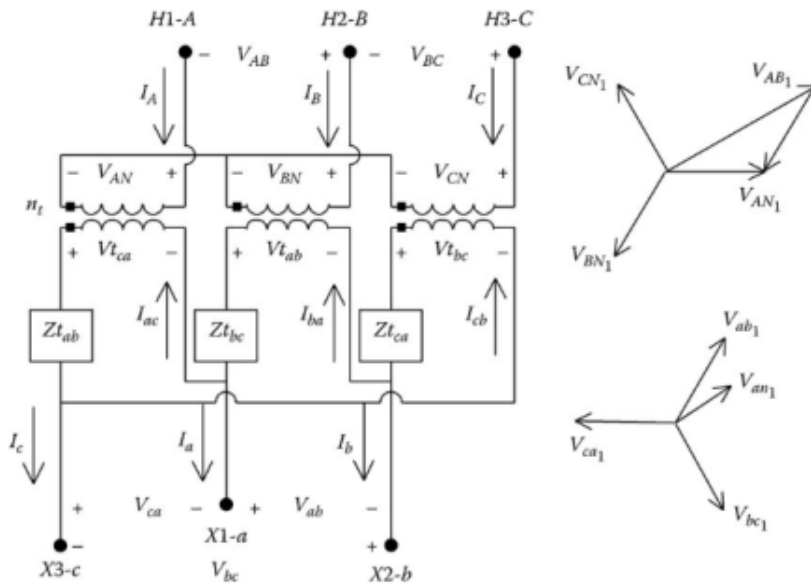 H1-A H2-B H3-C
− V_AB + − V_BC +
I_A I_B I_C
− V_AN + − V_BN + − V_CN +
n_t
+ Vt_ca − + Vt_ab − + Vt_bc −
Zt_ab I_ac Zt_bc I_ba Zt_ca I_cb
I_c I_a I_b
+ V_ca − + V_ab −
X1-a
− +
X3-c V_bc X2-b
V_CN1 V_AB1
V_AN1
V_BN1
V_ab1
V_an1
V_ca1
V_bc1